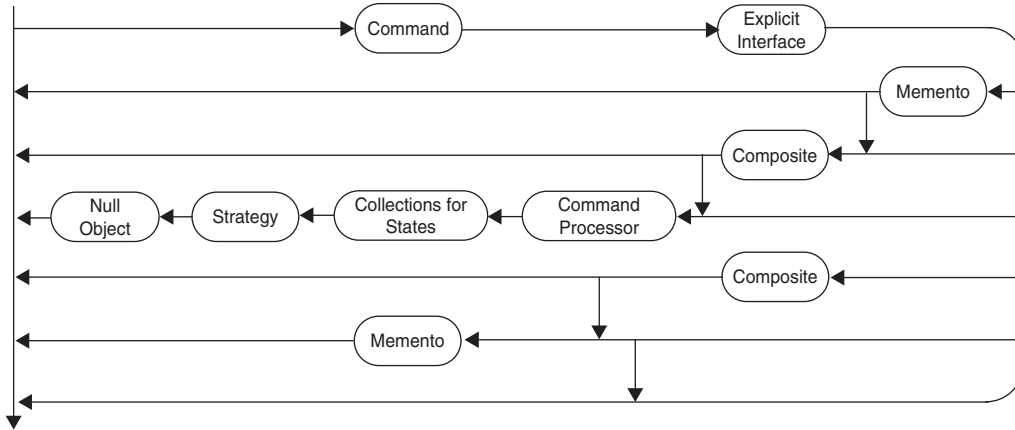 Command
Explicit
Interface
Memento
Composite
Null
Object
Strategy
Collections for
States
Command
Processor
Composite
Memento